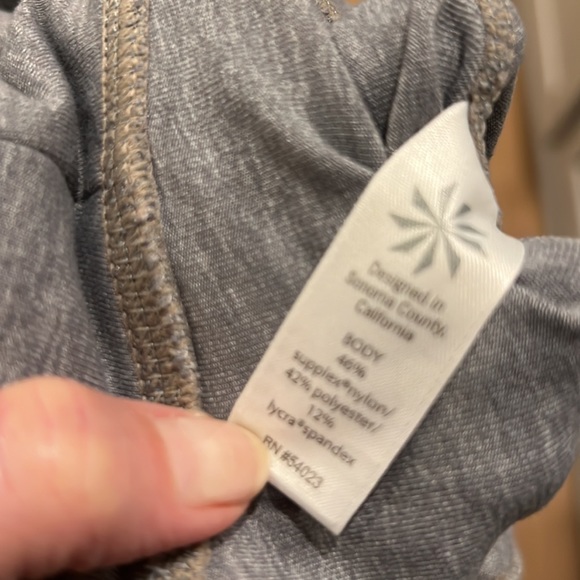 Designed in
Sonoma County,
California
BODY
46%
supplex®nylon/
42% polyester/
12%
lycra®spandex
RN #54023